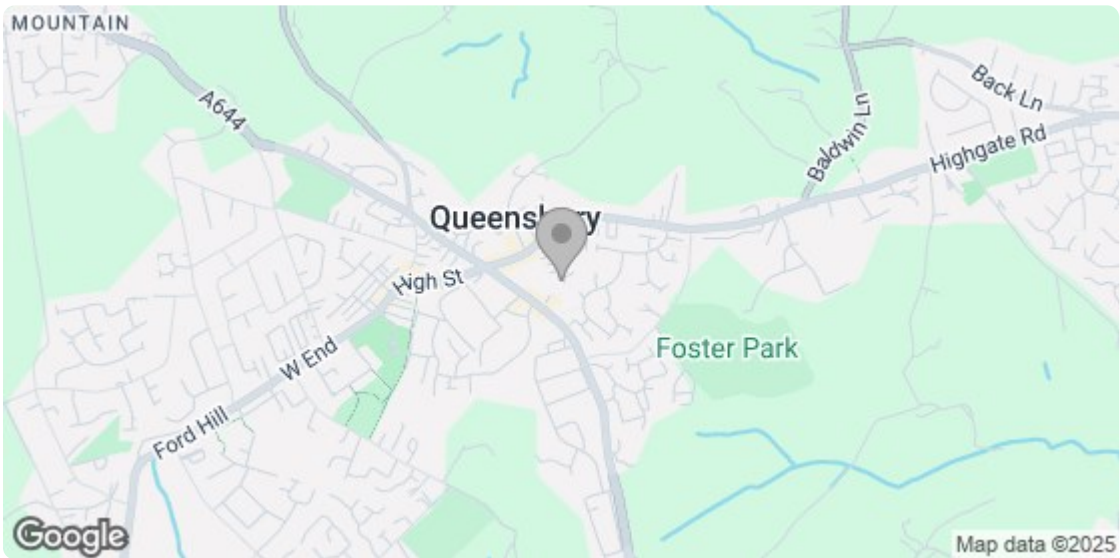 MOUNTAIN
A644
Back Ln
Baldwin Ln
Highgate Rd
Queensbury
High St
W End
Foster Park
Ford Hill
Google
Map data ©2025